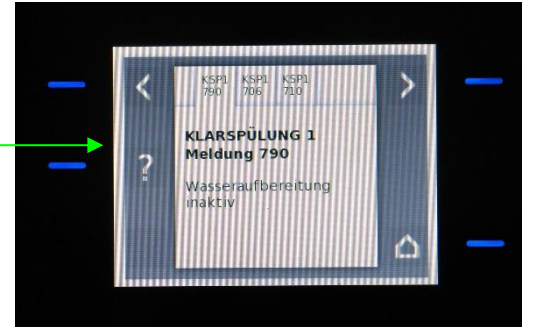 KSP1 KSP1 KSP1
790 706 710
KLARSPÜLUNG 1
Meldung 790
Wasseraufbereitung
inaktiv
?